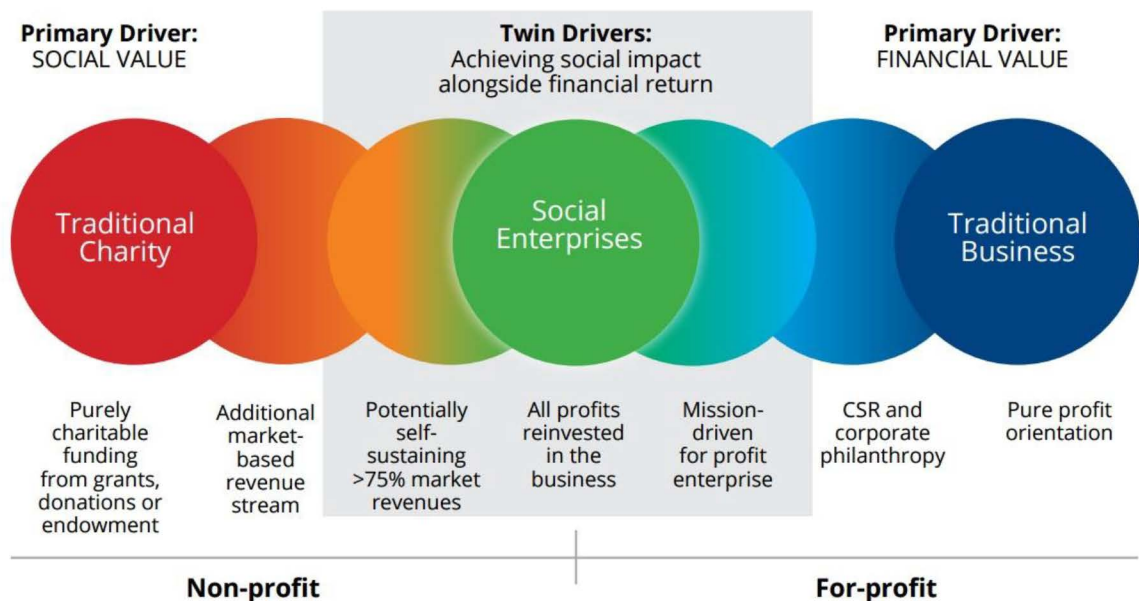 Primary Driver:
SOCIAL VALUE
Twin Drivers:
Achieving social impact
alongside financial return
Primary Driver:
FINANCIAL VALUE
Traditional
Charity
Social
Enterprises
Traditional
Business
Purely
charitable
funding
from grants,
donations or
endowment
Additional
market-
based
revenue
stream
Potentially
self-
sustaining
>75% market
revenues
All profits
reinvested
in the
business
Mission-
driven
for profit
enterprise
CSR and
corporate
philanthropy
Pure profit
orientation
Non-profit
For-profit